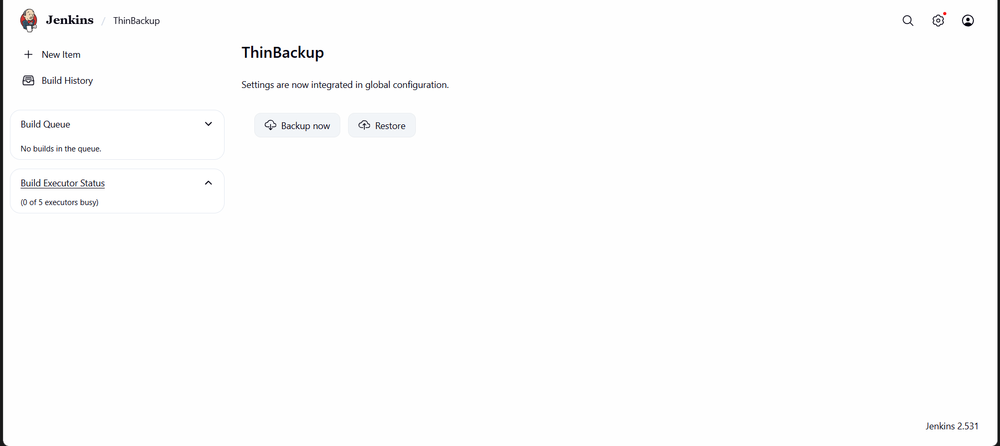 Jenkins / ThinBackup
New Item
Build History
Build Queue
No builds in the queue.
Build Executor Status
(0 of 5 executors busy)
ThinBackup
Settings are now integrated in global configuration.
Backup now
Restore
Jenkins 2.531